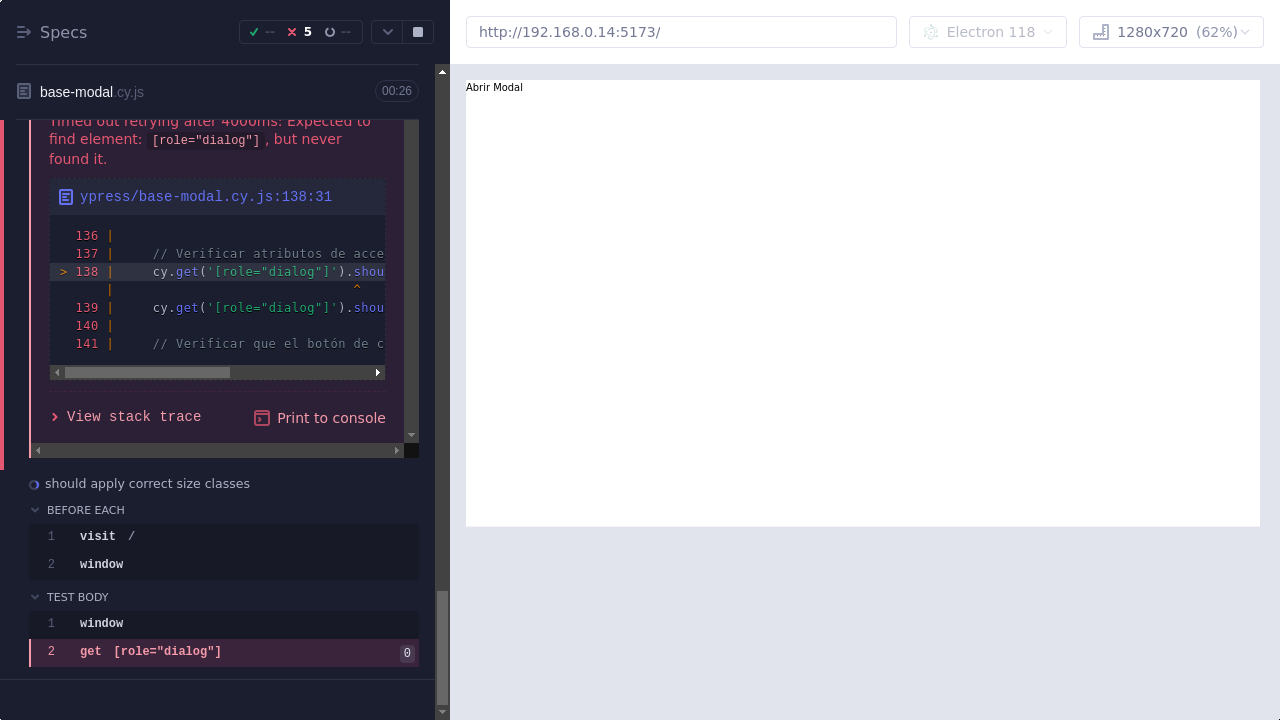 Specs
-- 5 --
base-modal.cy.js
00:26
Timed out retrying after 4000ms: Expected to
find element: [role="dialog"], but never
found it.
ypress/base-modal.cy.js:138:31
136 |
137 | // Verificar atributos de acce
> 138 | cy.get('[role="dialog"]').shou
| ^
139 | cy.get('[role="dialog"]').shou
140 |
141 | // Verificar que el botón de c
View stack trace
Print to console
should apply correct size classes
BEFORE EACH
1 visit /
2 window
TEST BODY
1 window
2 get [role="dialog"] 0
http://192.168.0.14:5173/
Electron 118
1280x720 (62%)
Abrir Modal